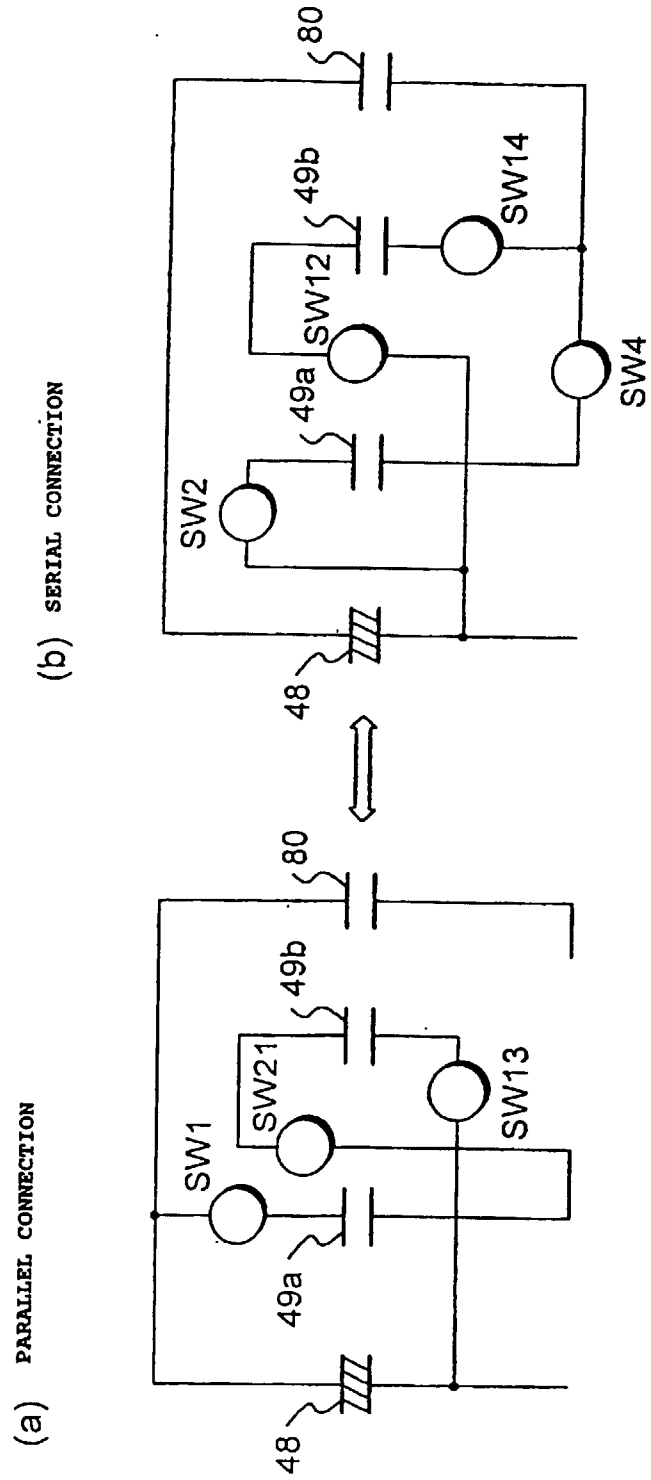 (a) PARALLEL CONNECTION
SW1
SW21
49b
80
49a
48
SW13
(b) SERIAL CONNECTION
SW2
49a
SW12
49b
80
48
SW14
SW4